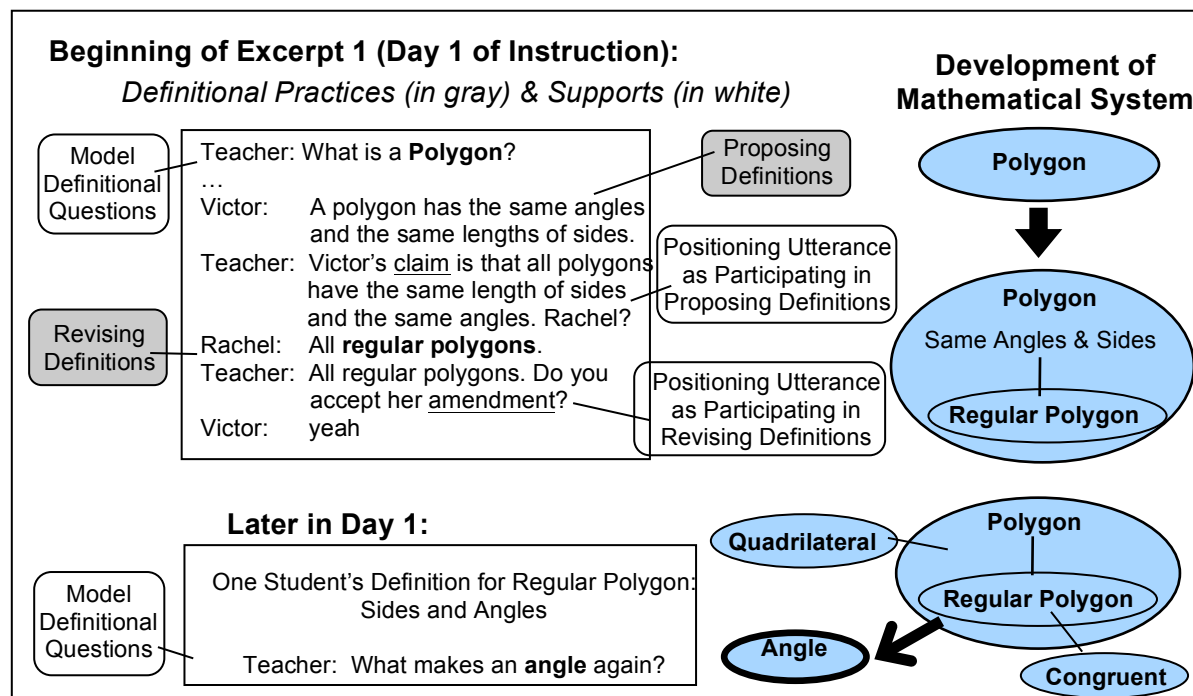 Beginning of Excerpt 1 (Day 1 of Instruction):
Definitional Practices (in gray) & Supports (in white)
Development of
Mathematical System
Model
Definitional
Questions
Teacher: What is a Polygon?
…
Victor: A polygon has the same angles
and the same lengths of sides.
Teacher: Victor's claim is that all polygons
have the same length of sides
and the same angles. Rachel?
Rachel: All regular polygons.
Teacher: All regular polygons. Do you
accept her amendment?
Victor: yeah
Proposing
Definitions
Positioning Utterance
as Participating in
Proposing Definitions
Revising
Definitions
Positioning Utterance
as Participating in
Revising Definitions
Polygon
Polygon
Same Angles & Sides
Regular Polygon
Later in Day 1:
Model
Definitional
Questions
One Student's Definition for Regular Polygon:
Sides and Angles
Teacher: What makes an angle again?
Quadrilateral
Polygon
Regular Polygon
Angle
Congruent